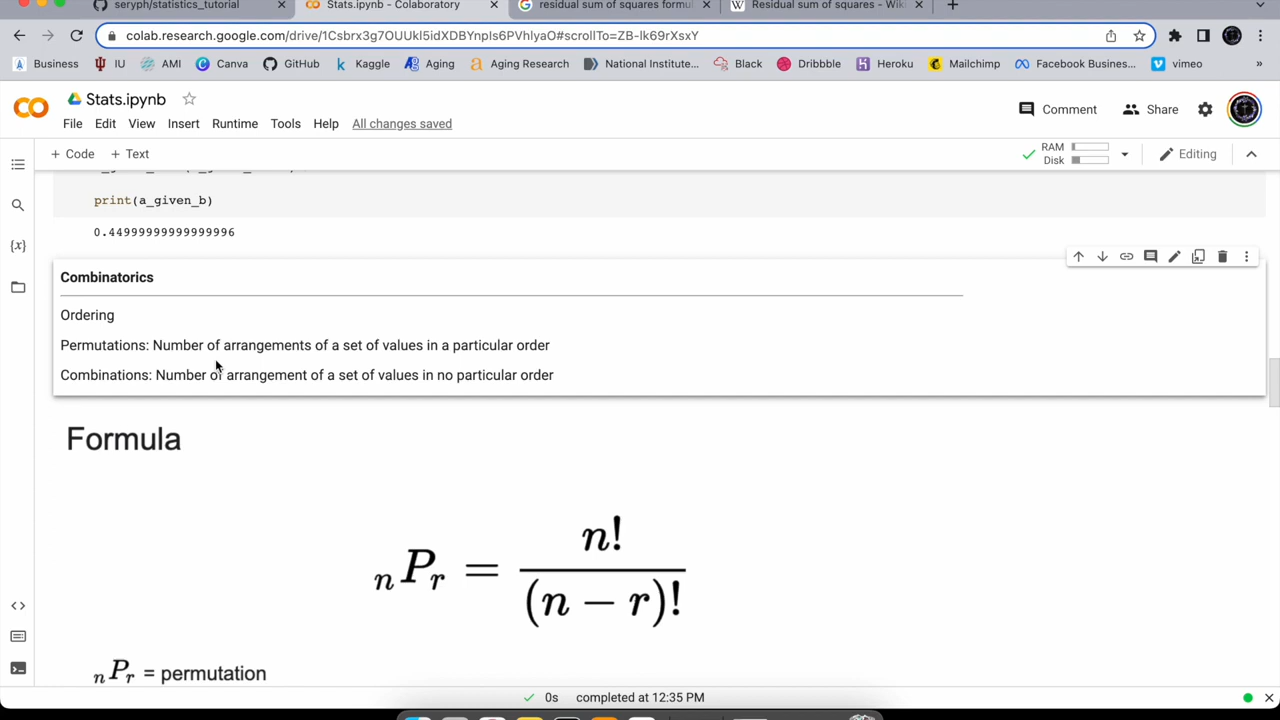 seryph/statistics_tutorial
Stats.ipynb - Colaboratory
residual sum of squares formul
Residual sum of squares - Wiki
colab.research.google.com/drive/1Csbrx3g7OUUkl5idXDBYnpIs6PVhlyaO#scrollTo=ZB-lk69rXsxY
Business
IU
AMI
Canva
GitHub
Kaggle
Aging
Aging Research
National Institute...
Black
Dribbble
Heroku
Mailchimp
Facebook Busines...
vimeo
»
Stats.ipynb
Comment
Share
File Edit View Insert Runtime Tools Help All changes saved
+ Code + Text
RAM
Disk
Editing
print(a_given_b)
0.44999999999999996
Combinatorics
Ordering
Permutations: Number of arrangements of a set of values in a particular order
Combinations: Number of arrangement of a set of values in no particular order
Formula
nPr = n! / (n − r)!
nPr = permutation
0s completed at 12:35 PM